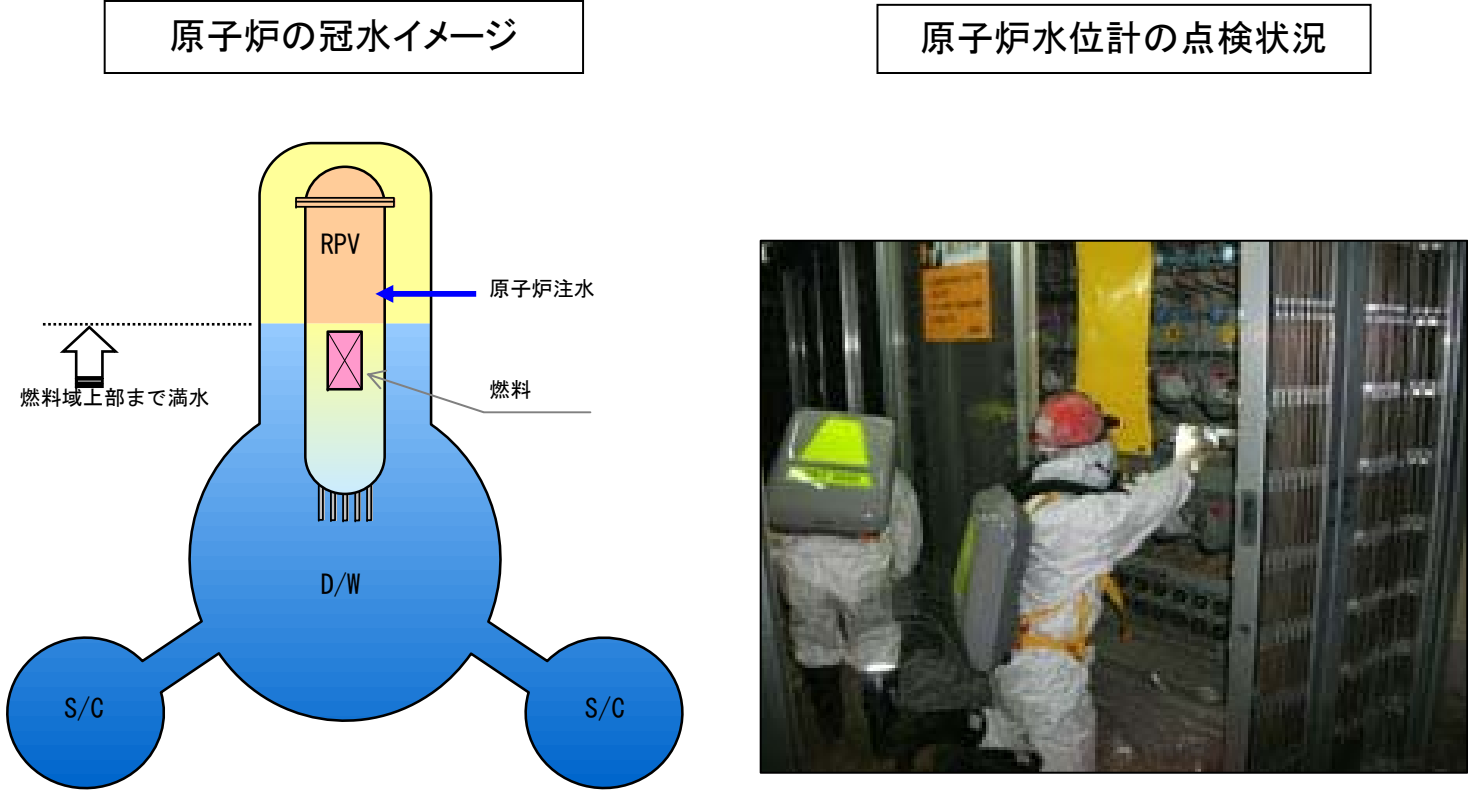 原子炉の冠水イメージ
原子炉水位計の点検状況
RPV
原子炉注水
燃料
燃料域上部まで満水
D/W
S/C
S/C